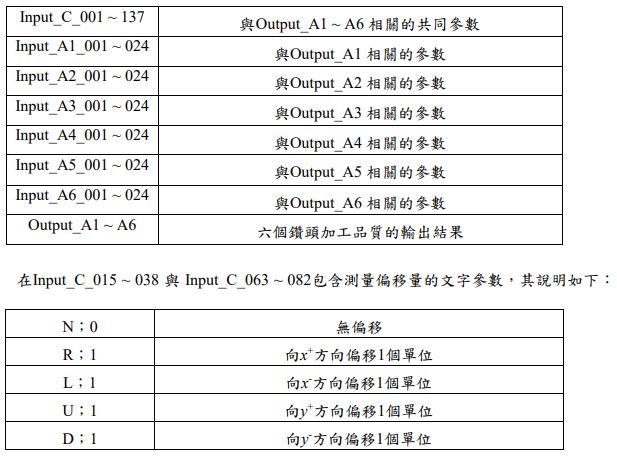 Input_C_001 ~ 137 與Output_A1 ~ A6 相關的共同參數
Input_A1_001 ~ 024 與Output_A1 相關的參數
Input_A2_001 ~ 024 與Output_A2 相關的參數
Input_A3_001 ~ 024 與Output_A3 相關的參數
Input_A4_001 ~ 024 與Output_A4 相關的參數
Input_A5_001 ~ 024 與Output_A5 相關的參數
Input_A6_001 ~ 024 與Output_A6 相關的參數
Output_A1 ~ A6 六個鑽頭加工品質的輸出結果
在Input_C_015 ~ 038 與 Input_C_063 ~ 082包含測量偏移量的文字參數，其說明如下：
N；0 無偏移
R；1 向x⁺方向偏移1個單位
L；1 向x⁻方向偏移1個單位
U；1 向y⁺方向偏移1個單位
D；1 向y⁻方向偏移1個單位